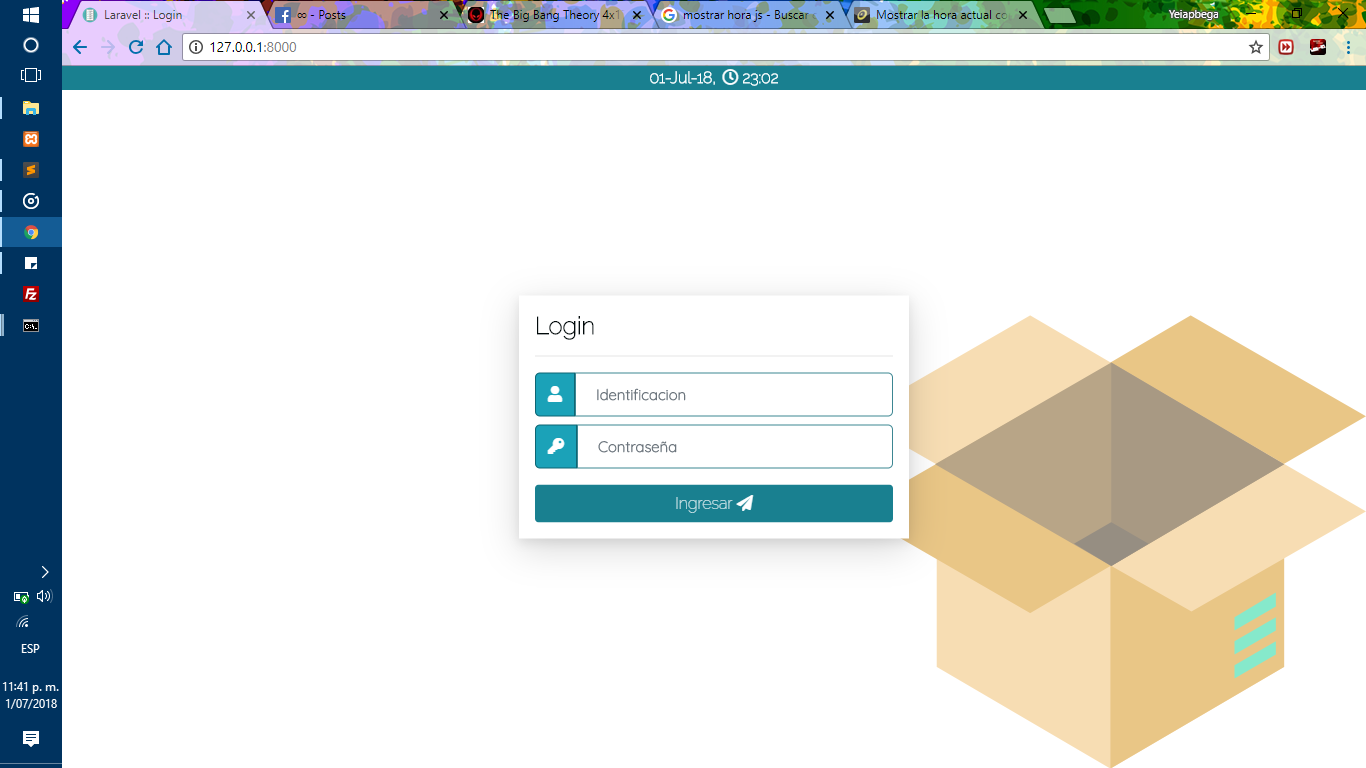 Laravel :: Login
∞ - Posts
The Big Bang Theory 4x1
mostrar hora js - Buscar c
Mostrar la hora actual co
Yeiapbega
127.0.0.1:8000
01-Jul-18, 23:02
Login
Identificacion
Contraseña
Ingresar
ESP
11:41 p. m.
1/07/2018